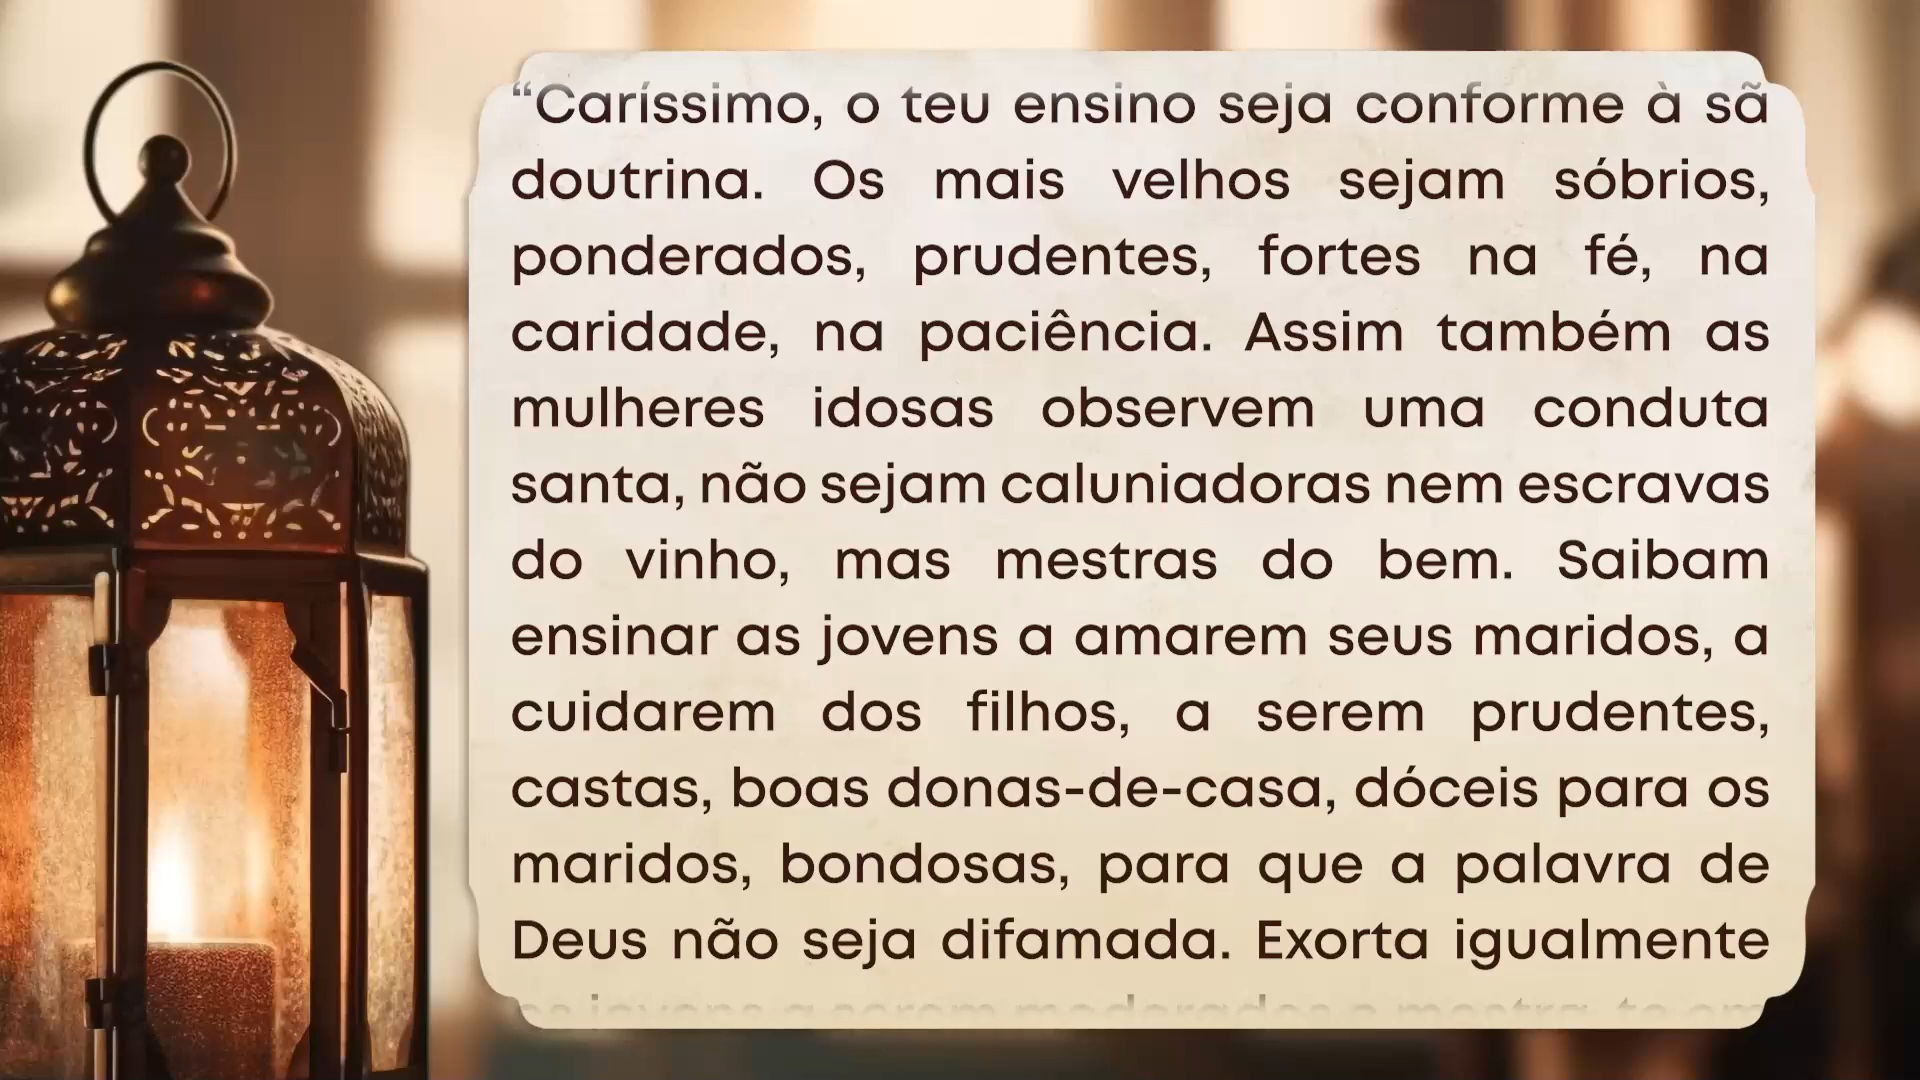 “Caríssimo, o teu ensino seja conforme à sã
doutrina. Os mais velhos sejam sóbrios,
ponderados, prudentes, fortes na fé, na
caridade, na paciência. Assim também as
mulheres idosas observem uma conduta
santa, não sejam caluniadoras nem escravas
do vinho, mas mestras do bem. Saibam
ensinar as jovens a amarem seus maridos, a
cuidarem dos filhos, a serem prudentes,
castas, boas donas-de-casa, dóceis para os
maridos, bondosas, para que a palavra de
Deus não seja difamada. Exorta igualmente